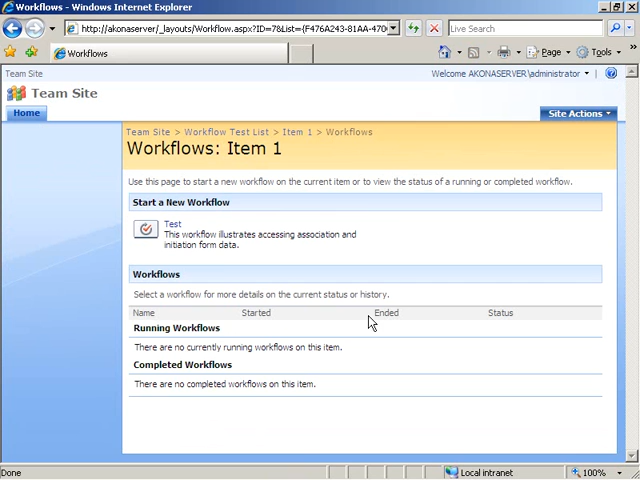 Workflows - Windows Internet Explorer
http://akonaserver/_layouts/Workflow.aspx?ID=7&List={F476A243-81AA-470
Live Search
Workflows
Page
Tools
Team Site
Welcome AKONASERVER\administrator
Team Site
Home
Site Actions
Team Site > Workflow Test List > Item 1 > Workflows
Workflows: Item 1
Use this page to start a new workflow on the current item or to view the status of a running or completed workflow.
Start a New Workflow
Test
This workflow illustrates accessing association and
initiation form data.
Workflows
Select a workflow for more details on the current status or history.
Name Started Ended Status
Running Workflows
There are no currently running workflows on this item.
Completed Workflows
There are no completed workflows on this item.
Done
Local intranet
100%